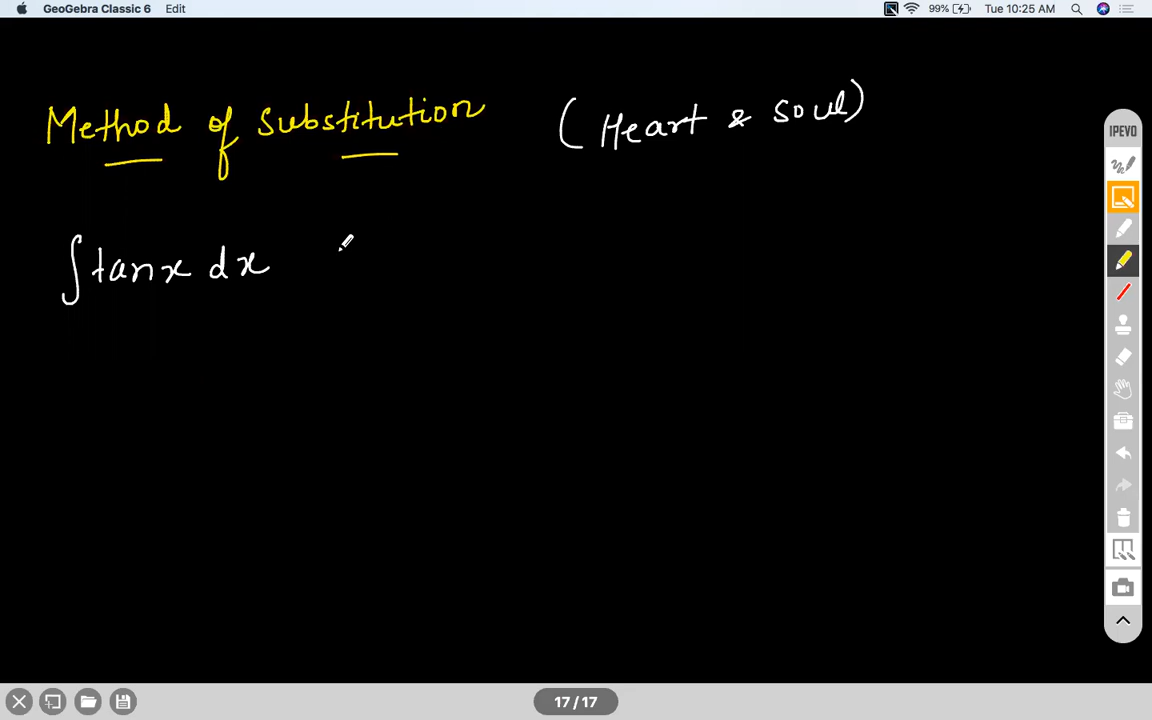 GeoGebra Classic 6 Edit 99% Tue 10:25 AM
Method of Substitution (Heart & soul)
IPEVO
∫tanx dx
17/17